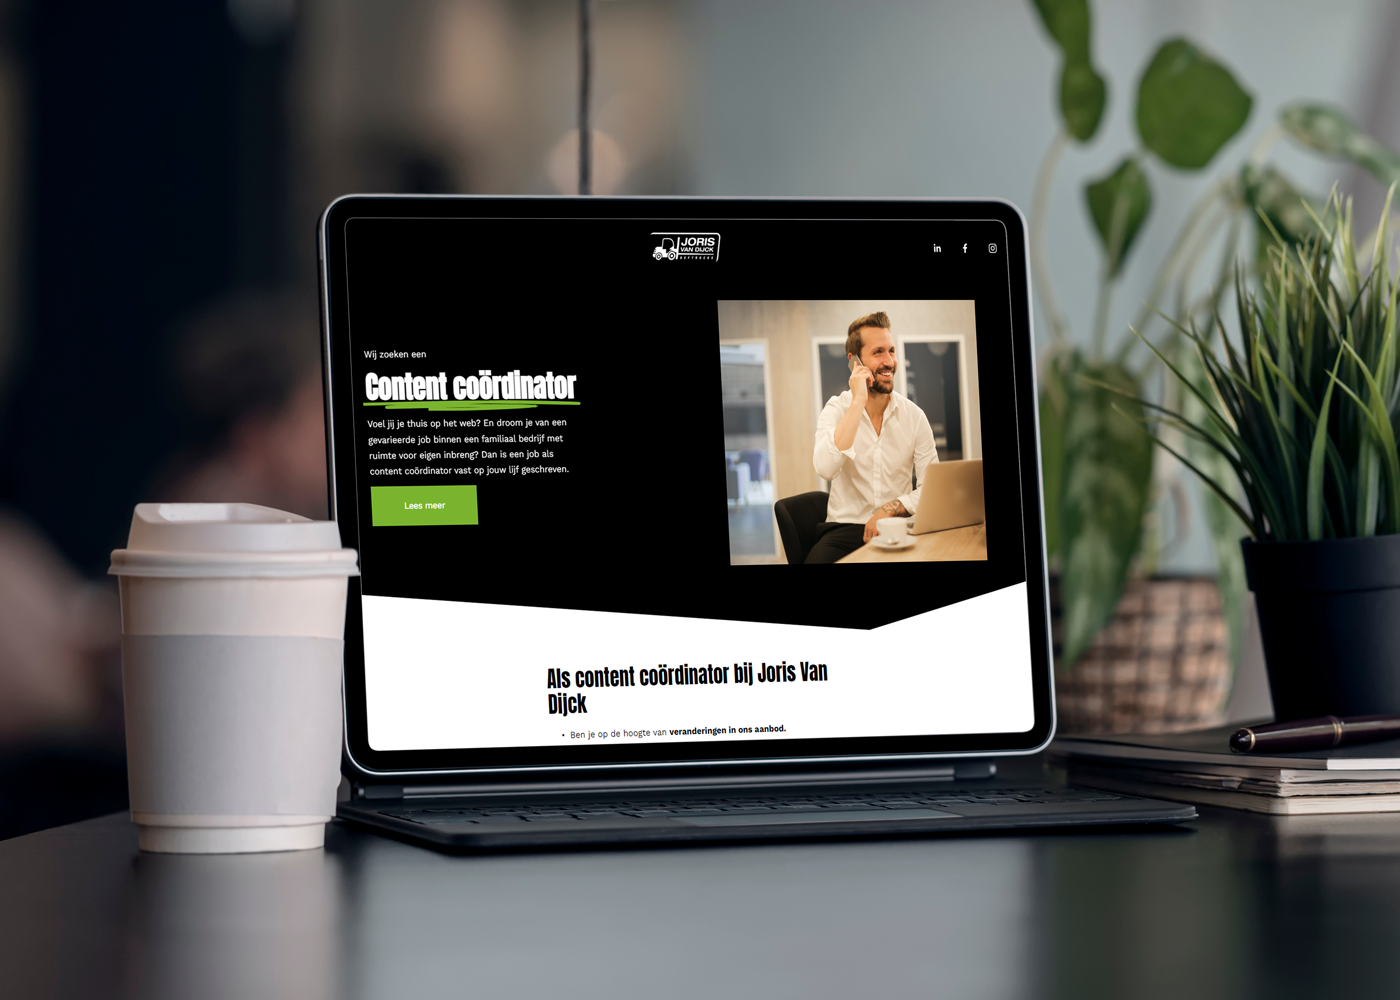 JORIS
VAN DIJCK
HEFTRUCKS
Wij zoeken een
Content coördinator
Voel jij je thuis op het web? En droom je van een
gevarieerde job binnen een familiaal bedrijf met
ruimte voor eigen inbreng? Dan is een job als
content coördinator vast op jouw lijf geschreven.
Lees meer
Als content coördinator bij Joris Van
Dijck
• Ben je op de hoogte van veranderingen in ons aanbod.